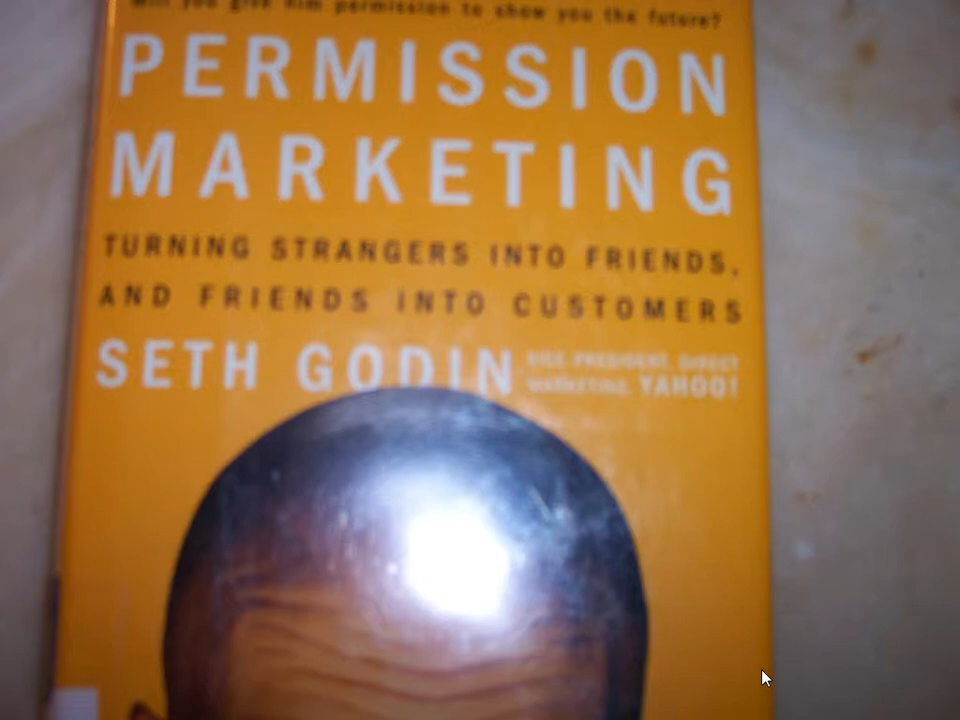 Will you give him permission to show you the future?
PERMISSION
MARKETING
TURNING STRANGERS INTO FRIENDS,
AND FRIENDS INTO CUSTOMERS
SETH GODIN
VICE PRESIDENT, DIRECT
MARKETING, YAHOO!